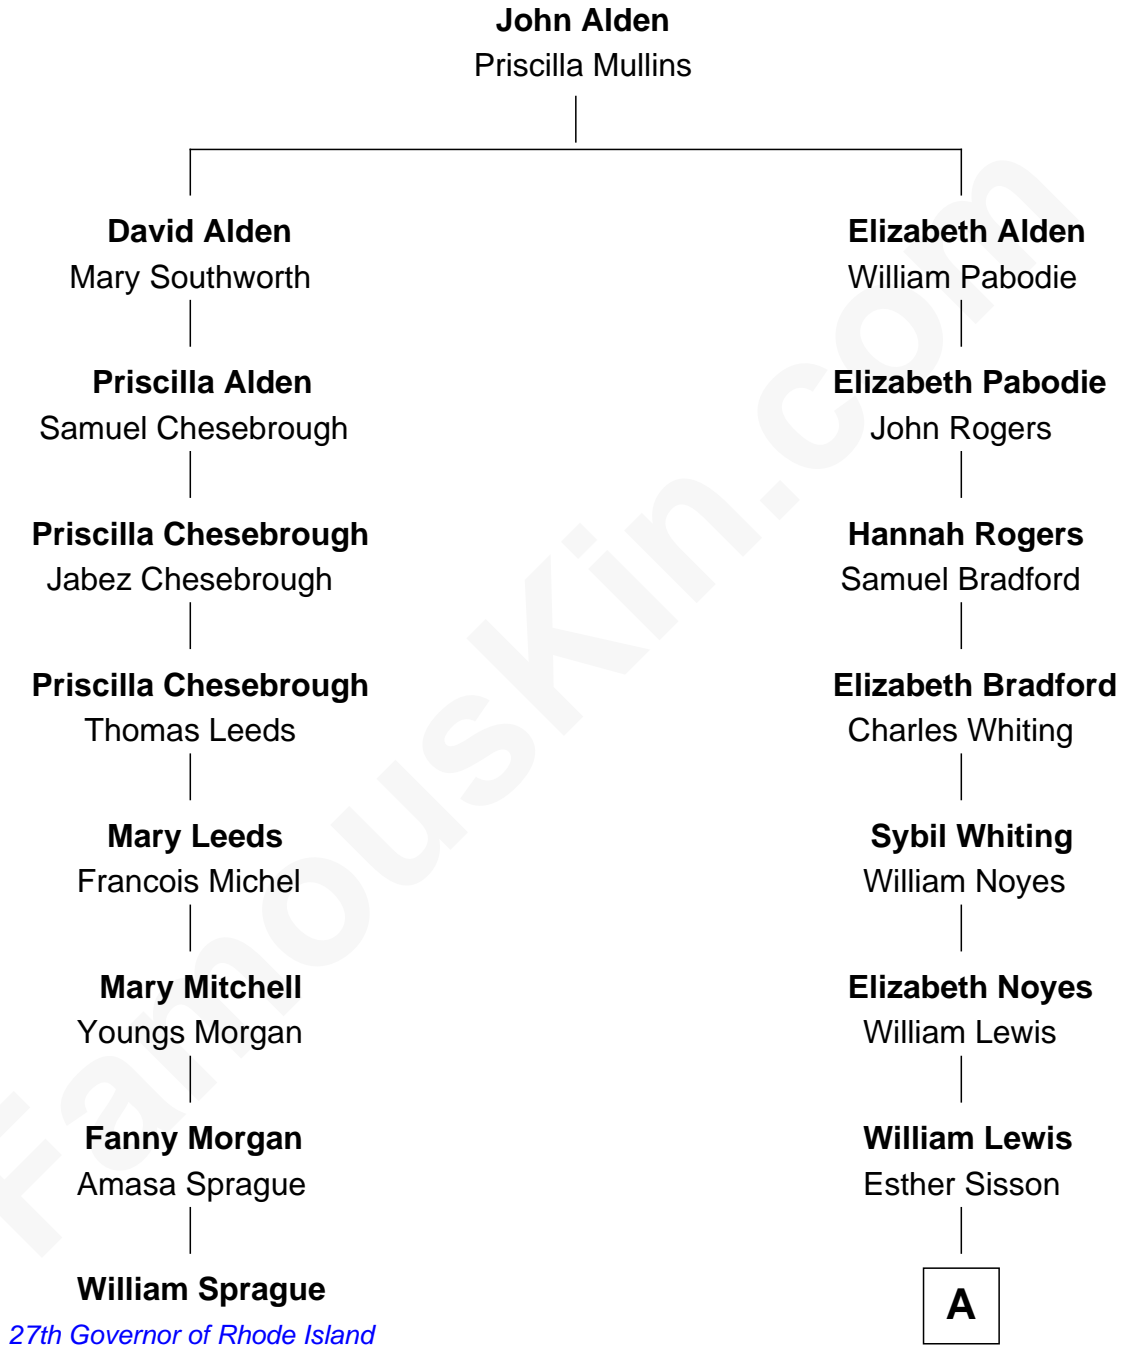 John Alden
Priscilla Mullins
David Alden
Mary Southworth
Elizabeth Alden
William Pabodie
Priscilla Alden
Samuel Chesebrough
Elizabeth Pabodie
John Rogers
Priscilla Chesebrough
Jabez Chesebrough
Hannah Rogers
Samuel Bradford
Priscilla Chesebrough
Thomas Leeds
Elizabeth Bradford
Charles Whiting
Mary Leeds
Francois Michel
Sybil Whiting
William Noyes
Mary Mitchell
Youngs Morgan
Elizabeth Noyes
William Lewis
Fanny Morgan
Amasa Sprague
William Lewis
Esther Sisson
William Sprague
27th Governor of Rhode Island
A
FamousKin.com